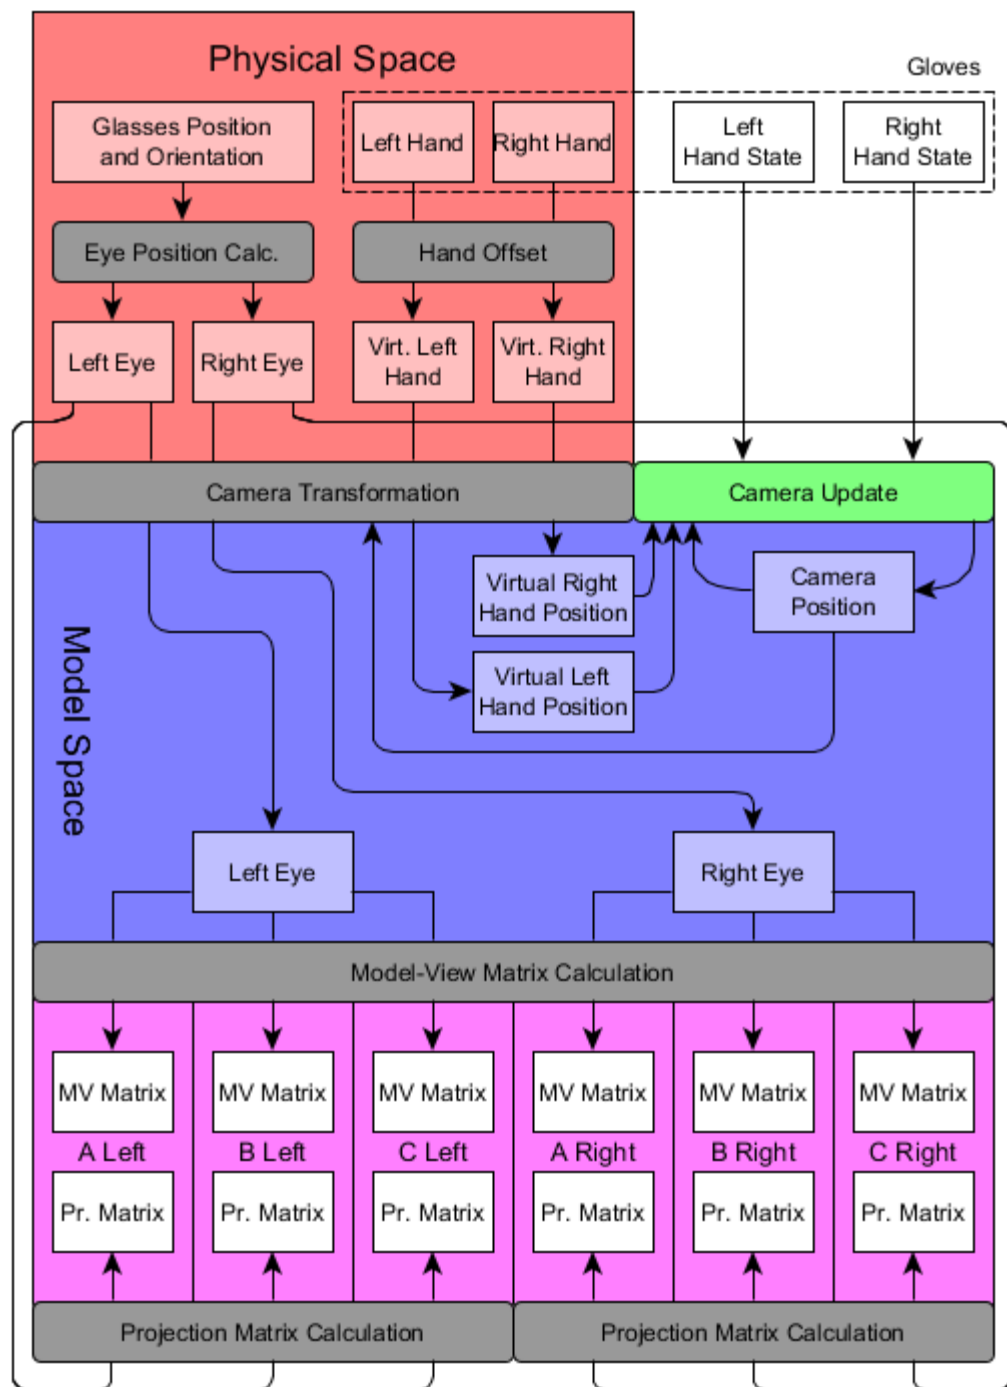 Physical Space
Gloves
Glasses Position
and Orientation
Left Hand
Right Hand
Left
Hand State
Right
Hand State
Eye Position Calc.
Hand Offset
Left Eye
Right Eye
Virt. Left
Hand
Virt. Right
Hand
Camera Transformation
Camera Update
Virtual Right
Hand Position
Camera
Position
Model Space
Virtual Left
Hand Position
Left Eye
Right Eye
Model-View Matrix Calculation
MV Matrix
MV Matrix
MV Matrix
MV Matrix
MV Matrix
MV Matrix
A Left
B Left
C Left
A Right
B Right
C Right
Pr. Matrix
Pr. Matrix
Pr. Matrix
Pr. Matrix
Pr. Matrix
Pr. Matrix
Projection Matrix Calculation
Projection Matrix Calculation